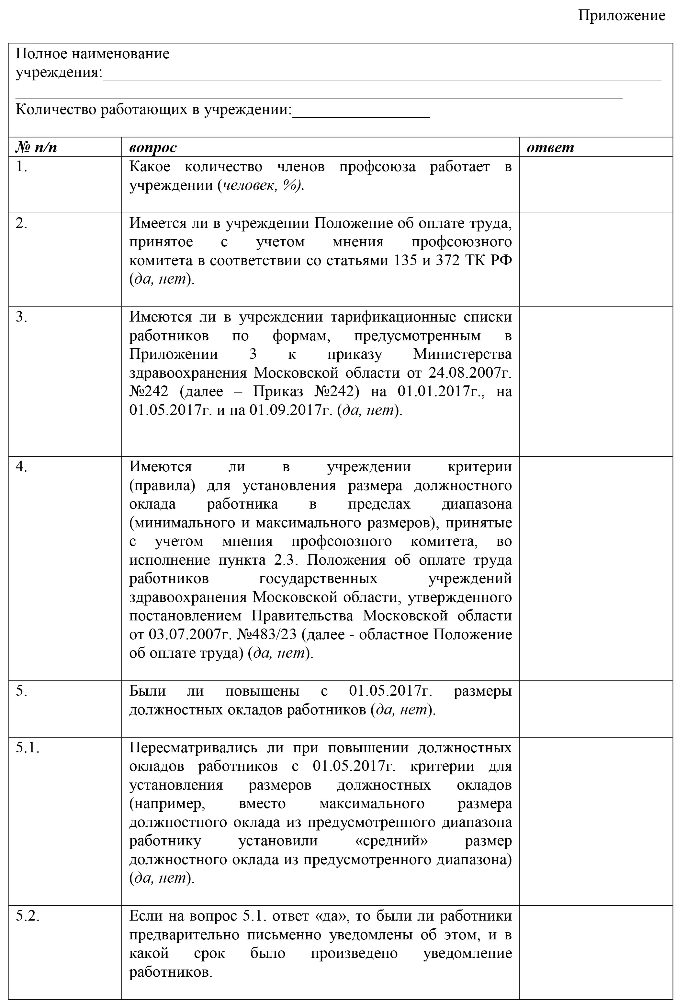 Приложение
Полное наименование
учреждения:
Количество работающих в учреждении:
№ п/п вопрос ответ
1. Какое количество членов профсоюза работает в
учреждении (человек, %).
2. Имеется ли в учреждении Положение об оплате труда,
принятое с учетом мнения профсоюзного
комитета в соответствии со статьями 135 и 372 ТК РФ
(да, нет).
3. Имеются ли в учреждении тарификационные списки
работников по формам, предусмотренным в
Приложении 3 к приказу Министерства
здравоохранения Московской области от 24.08.2007г.
№242 (далее – Приказ №242) на 01.01.2017г., на
01.05.2017г. и на 01.09.2017г. (да, нет).
4. Имеются ли в учреждении критерии
(правила) для установления размера должностного
оклада работника в пределах диапазона
(минимального и максимального размеров), принятые
с учетом мнения профсоюзного комитета, во
исполнение пункта 2.3. Положения об оплате труда
работников государственных учреждений
здравоохранения Московской области, утвержденного
постановлением Правительства Московской области
от 03.07.2007г. №483/23 (далее - областное Положение
об оплате труда) (да, нет).
5. Были ли повышены с 01.05.2017г. размеры
должностных окладов работников (да, нет).
5.1. Пересматривались ли при повышении должностных
окладов работников с 01.05.2017г. критерии для
установления размеров должностных окладов
(например, вместо максимального размера
должностного оклада из предусмотренного диапазона
работнику установили «средний» размер
должностного оклада из предусмотренного диапазона)
(да, нет).
5.2. Если на вопрос 5.1. ответ «да», то были ли работники
предварительно письменно уведомлены об этом, и в
какой срок было произведено уведомление
работников.